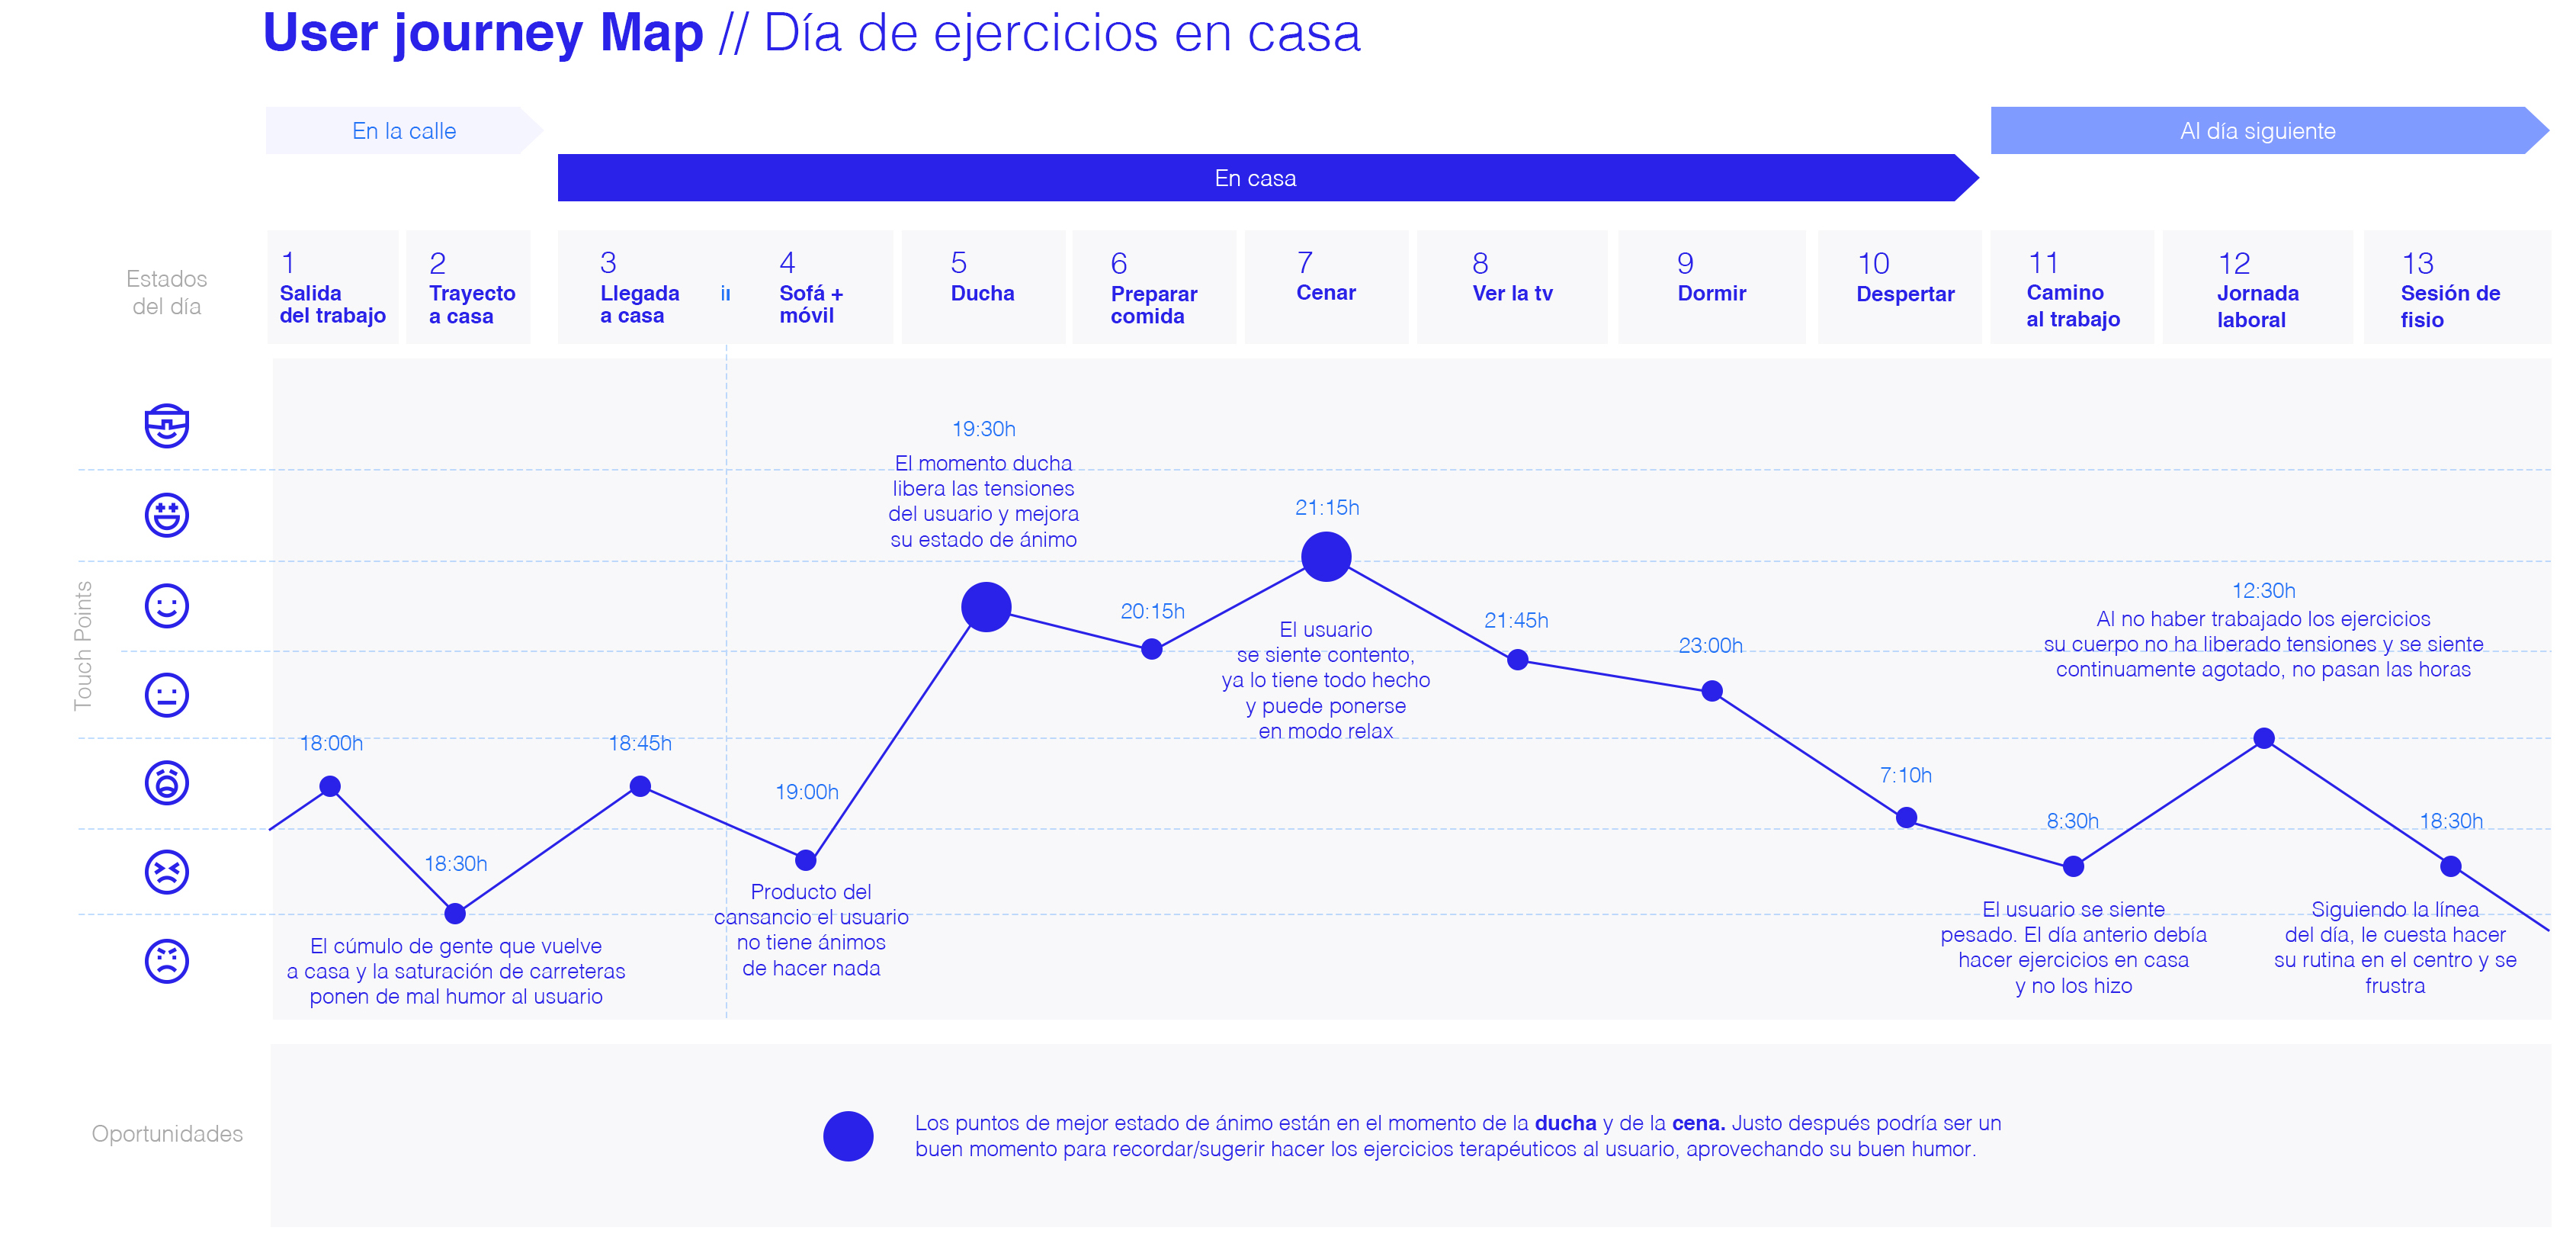 User journey Map // Día de ejercicios en casa
En la calle
Al día siguiente
En casa
Estados
del día
1
Salida
del trabajo
2
Trayecto
a casa
3
Llegada
a casa
4
Sofá +
móvil
5
Ducha
6
Preparar
comida
7
Cenar
8
Ver la tv
9
Dormir
10
Despertar
11
Camino
al trabajo
12
Jornada
laboral
13
Sesión de
fisio
Touch Points
18:00h
18:30h
El cúmulo de gente que vuelve
a casa y la saturación de carreteras
ponen de mal humor al usuario
18:45h
19:00h
Producto del
cansancio el usuario
no tiene ánimos
de hacer nada
19:30h
El momento ducha
libera las tensiones
del usuario y mejora
su estado de ánimo
20:15h
21:15h
El usuario
se siente contento,
ya lo tiene todo hecho
y puede ponerse
en modo relax
21:45h
23:00h
7:10h
8:30h
El usuario se siente
pesado. El día anterio debía
hacer ejercicios en casa
y no los hizo
12:30h
Al no haber trabajado los ejercicios
su cuerpo no ha liberado tensiones y se siente
continuamente agotado, no pasan las horas
18:30h
Siguiendo la línea
del día, le cuesta hacer
su rutina en el centro y se
frustra
Oportunidades
Los puntos de mejor estado de ánimo están en el momento de la ducha y de la cena. Justo después podría ser un
buen momento para recordar/sugerir hacer los ejercicios terapéuticos al usuario, aprovechando su buen humor.